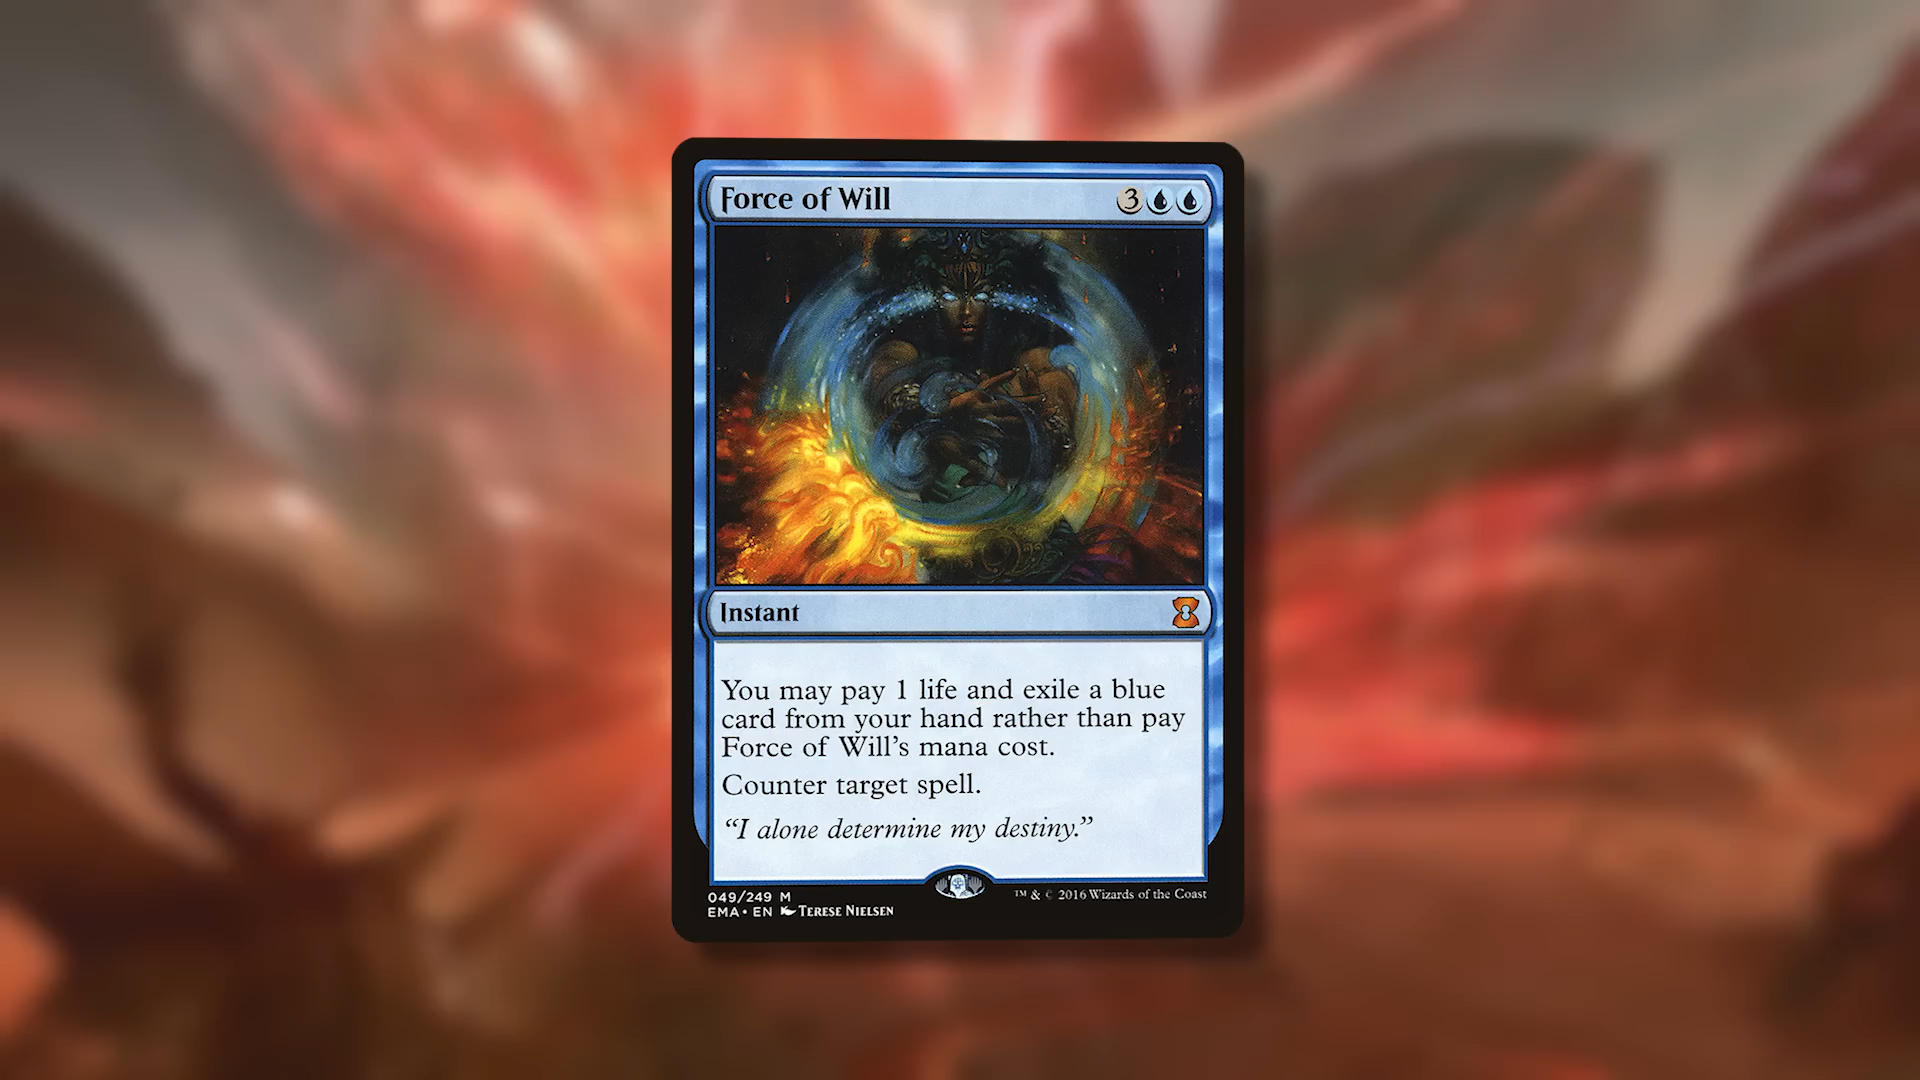 Force of Will 3
Instant
You may pay 1 life and exile a blue
card from your hand rather than pay
Force of Will's mana cost.
Counter target spell.
“I alone determine my destiny.”
049/249 M
EMA • EN Terese Nielsen
™ & © 2016 Wizards of the Coast